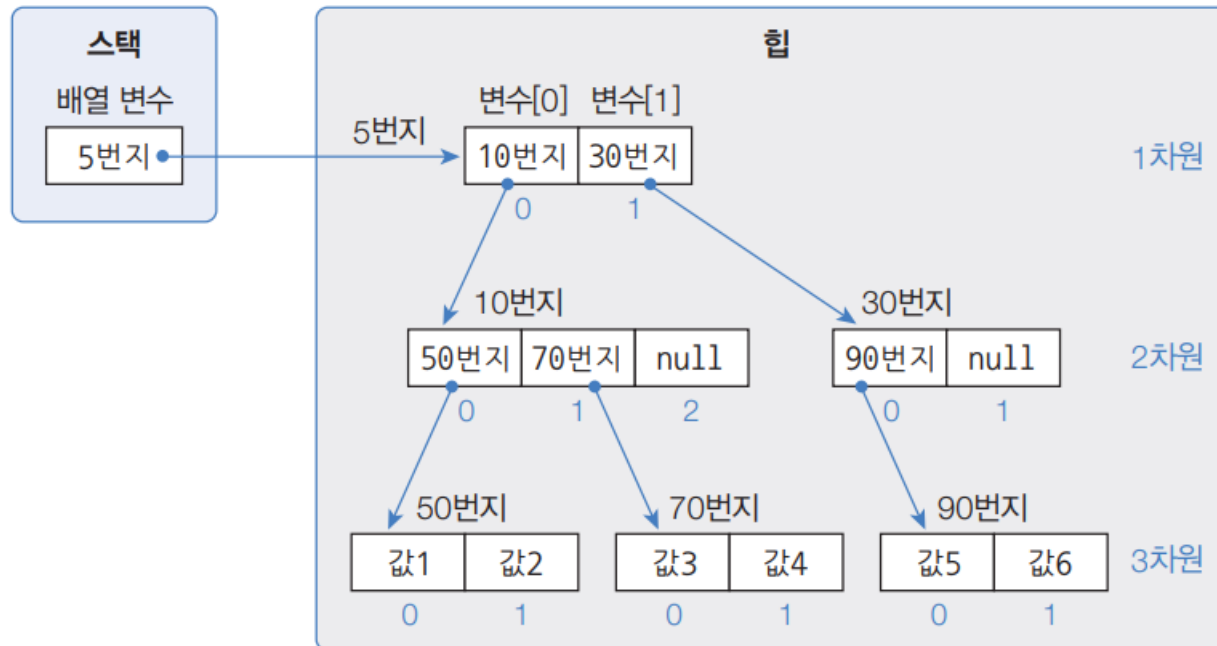 스택
힙
배열 변수
변수[0] 변수[1]
5번지
5번지
10번지 30번지
1차원
0 1
10번지
30번지
50번지 70번지 null
90번지 null
2차원
0 1 2
0 1
50번지
70번지
90번지
값1 값2
값3 값4
값5 값6
3차원
0 1
0 1
0 1